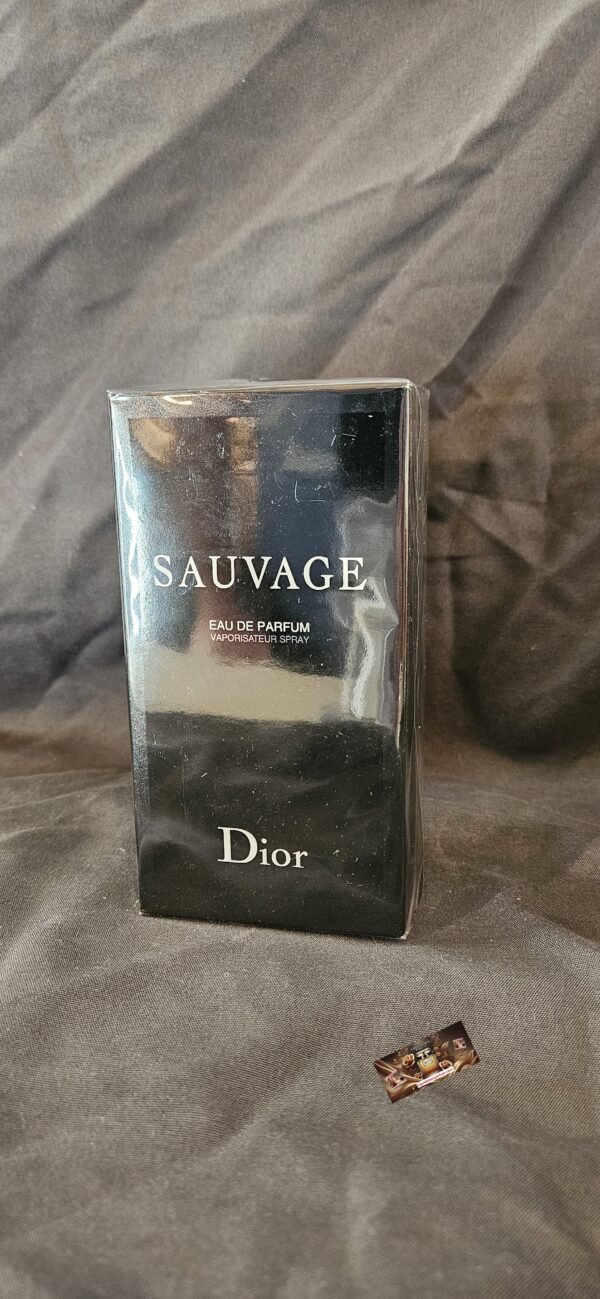 SAUVAGE
EAU DE PARFUM
VAPORISATEUR SPRAY
Dior